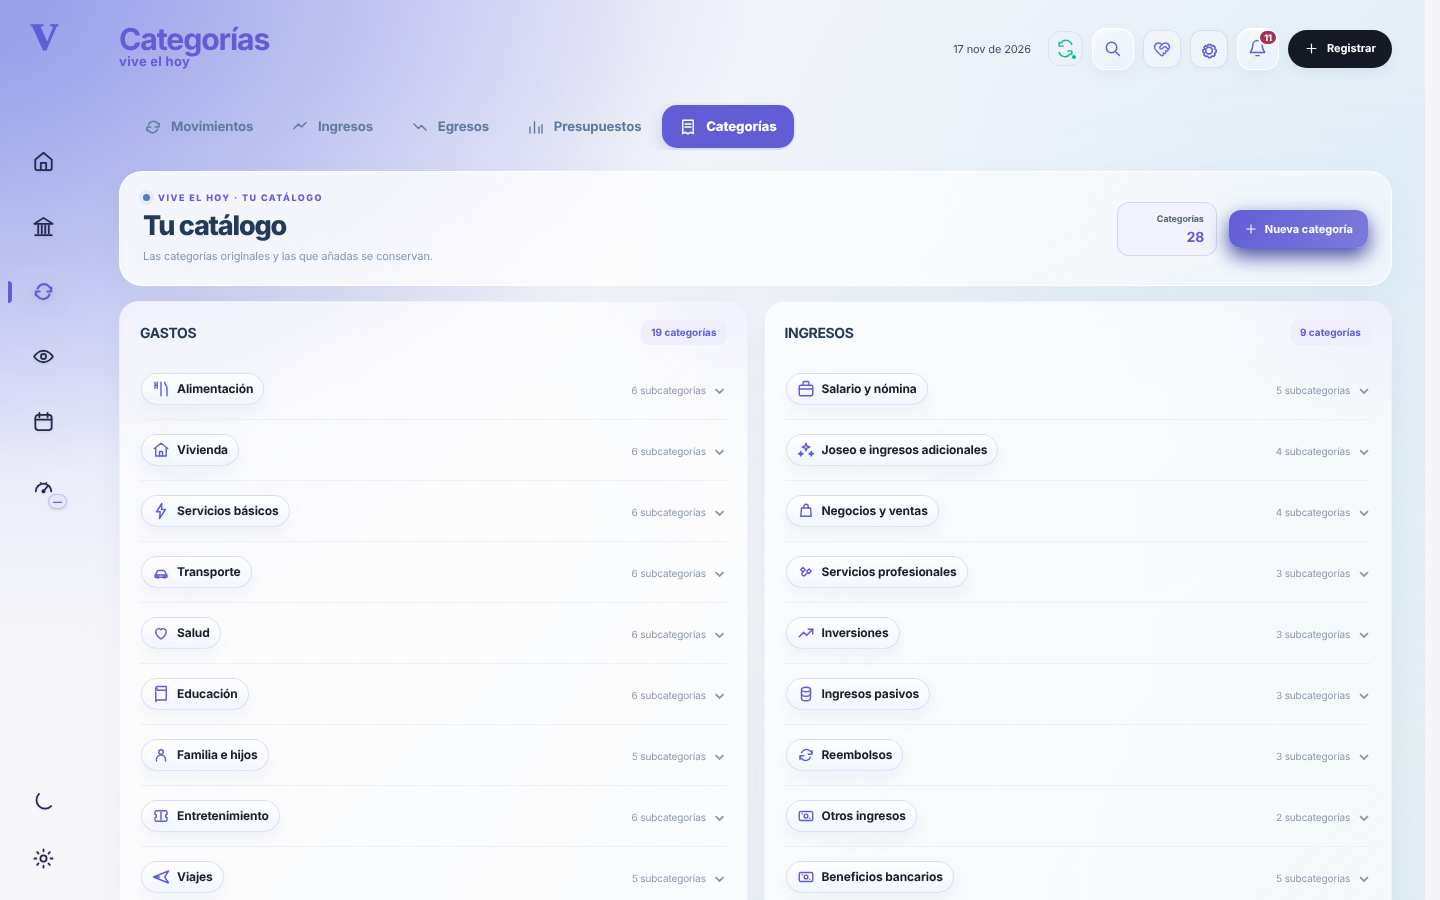 V
Categorías
vive el hoy
17 nov de 2026
11
Registrar
Movimientos
Ingresos
Egresos
Presupuestos
Categorías
VIVE EL HOY · TU CATÁLOGO
Tu catálogo
Las categorías originales y las que añadas se conservan.
Categorías
28
Nueva categoría
GASTOS
19 categorías
Alimentación
6 subcategorías
Vivienda
6 subcategorías
Servicios básicos
6 subcategorías
Transporte
6 subcategorías
Salud
6 subcategorías
Educación
6 subcategorías
Familia e hijos
5 subcategorías
Entretenimiento
6 subcategorías
Viajes
5 subcategorías
INGRESOS
9 categorías
Salario y nómina
5 subcategorías
Joseo e ingresos adicionales
4 subcategorías
Negocios y ventas
4 subcategorías
Servicios profesionales
3 subcategorías
Inversiones
3 subcategorías
Ingresos pasivos
3 subcategorías
Reembolsos
3 subcategorías
Otros ingresos
2 subcategorías
Beneficios bancarios
5 subcategorías